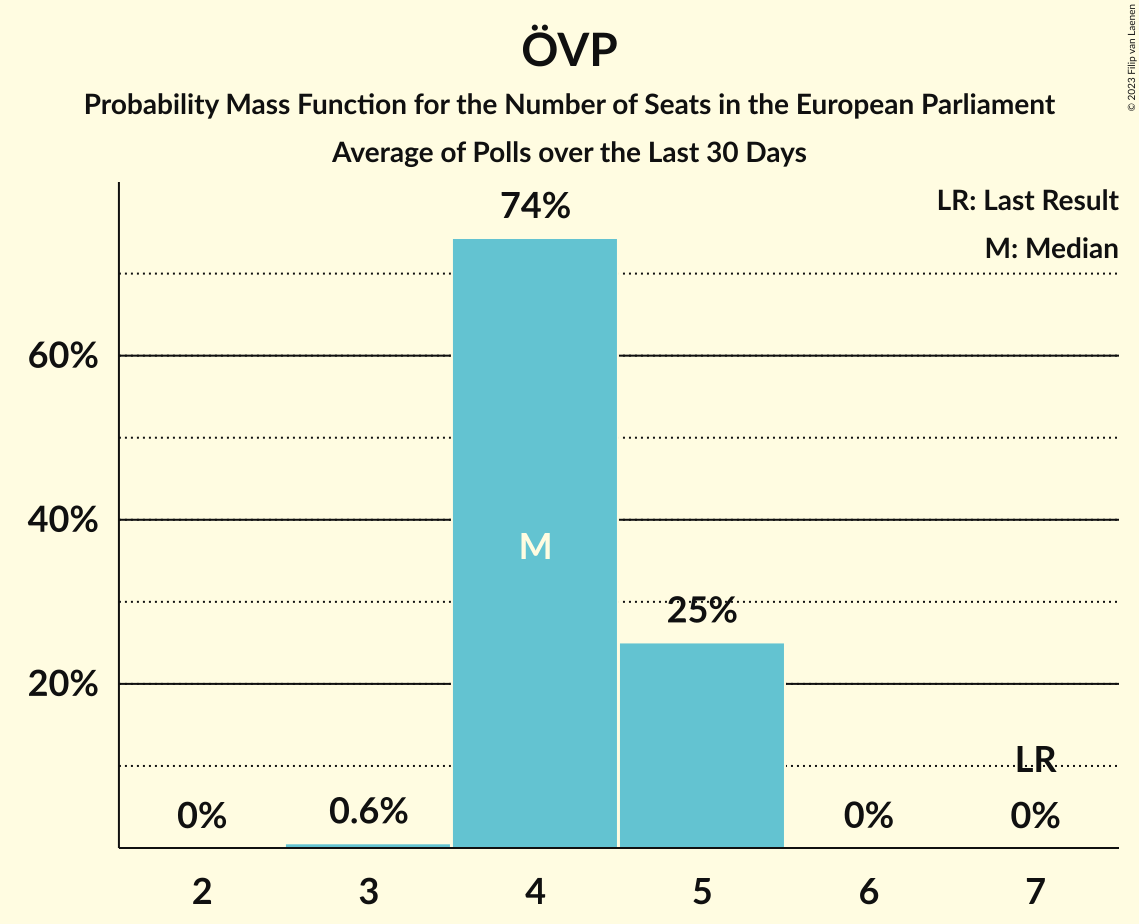 ÖVP
Probability Mass Function for the Number of Seats in the European Parliament
Average of Polls over the Last 30 Days
© 2023 Filip van Laenen
LR: Last Result
M: Median
74%
60%
40%
M
25%
20%
LR
0%
0.6%
0%
0%
2
3
4
5
6
7